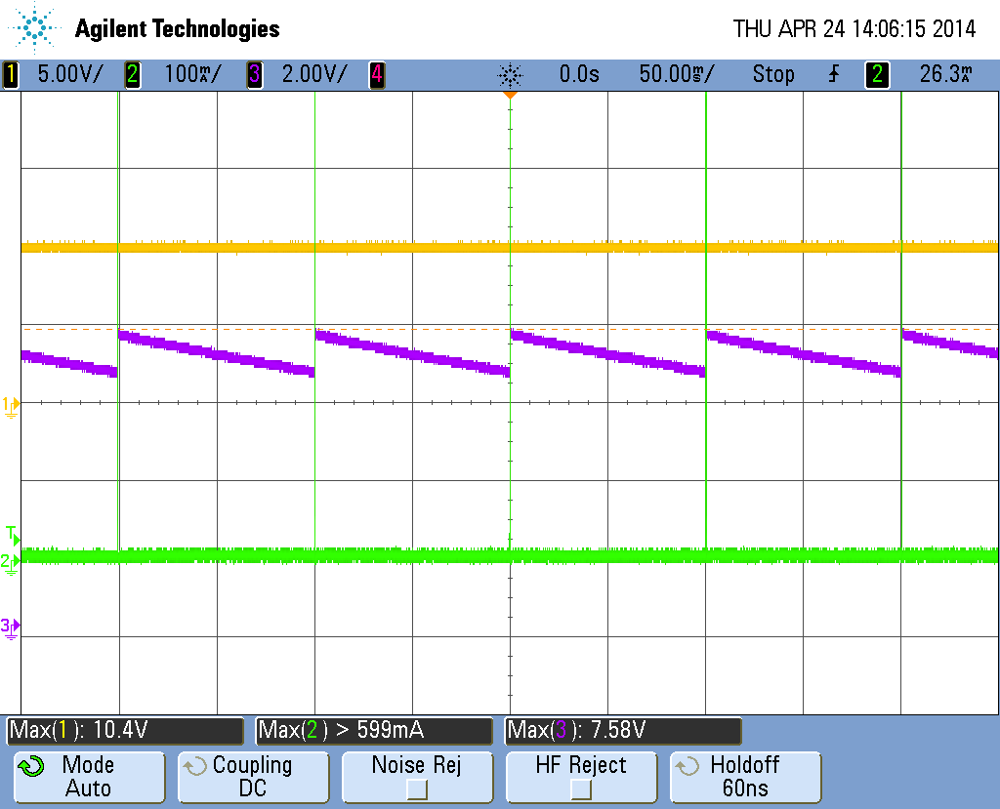 Agilent Technologies THU APR 24 14:06:15 2014
1 5.00V/ 2 100mA/ 3 2.00V/ 4 0.0s 50.00ms/ Stop 2 26.3mA
1
T
2
3
Max(1): 10.4V Max(2) > 599mA Max(3): 7.58V
Mode Coupling Noise Rej HF Reject Holdoff
Auto DC 60ns